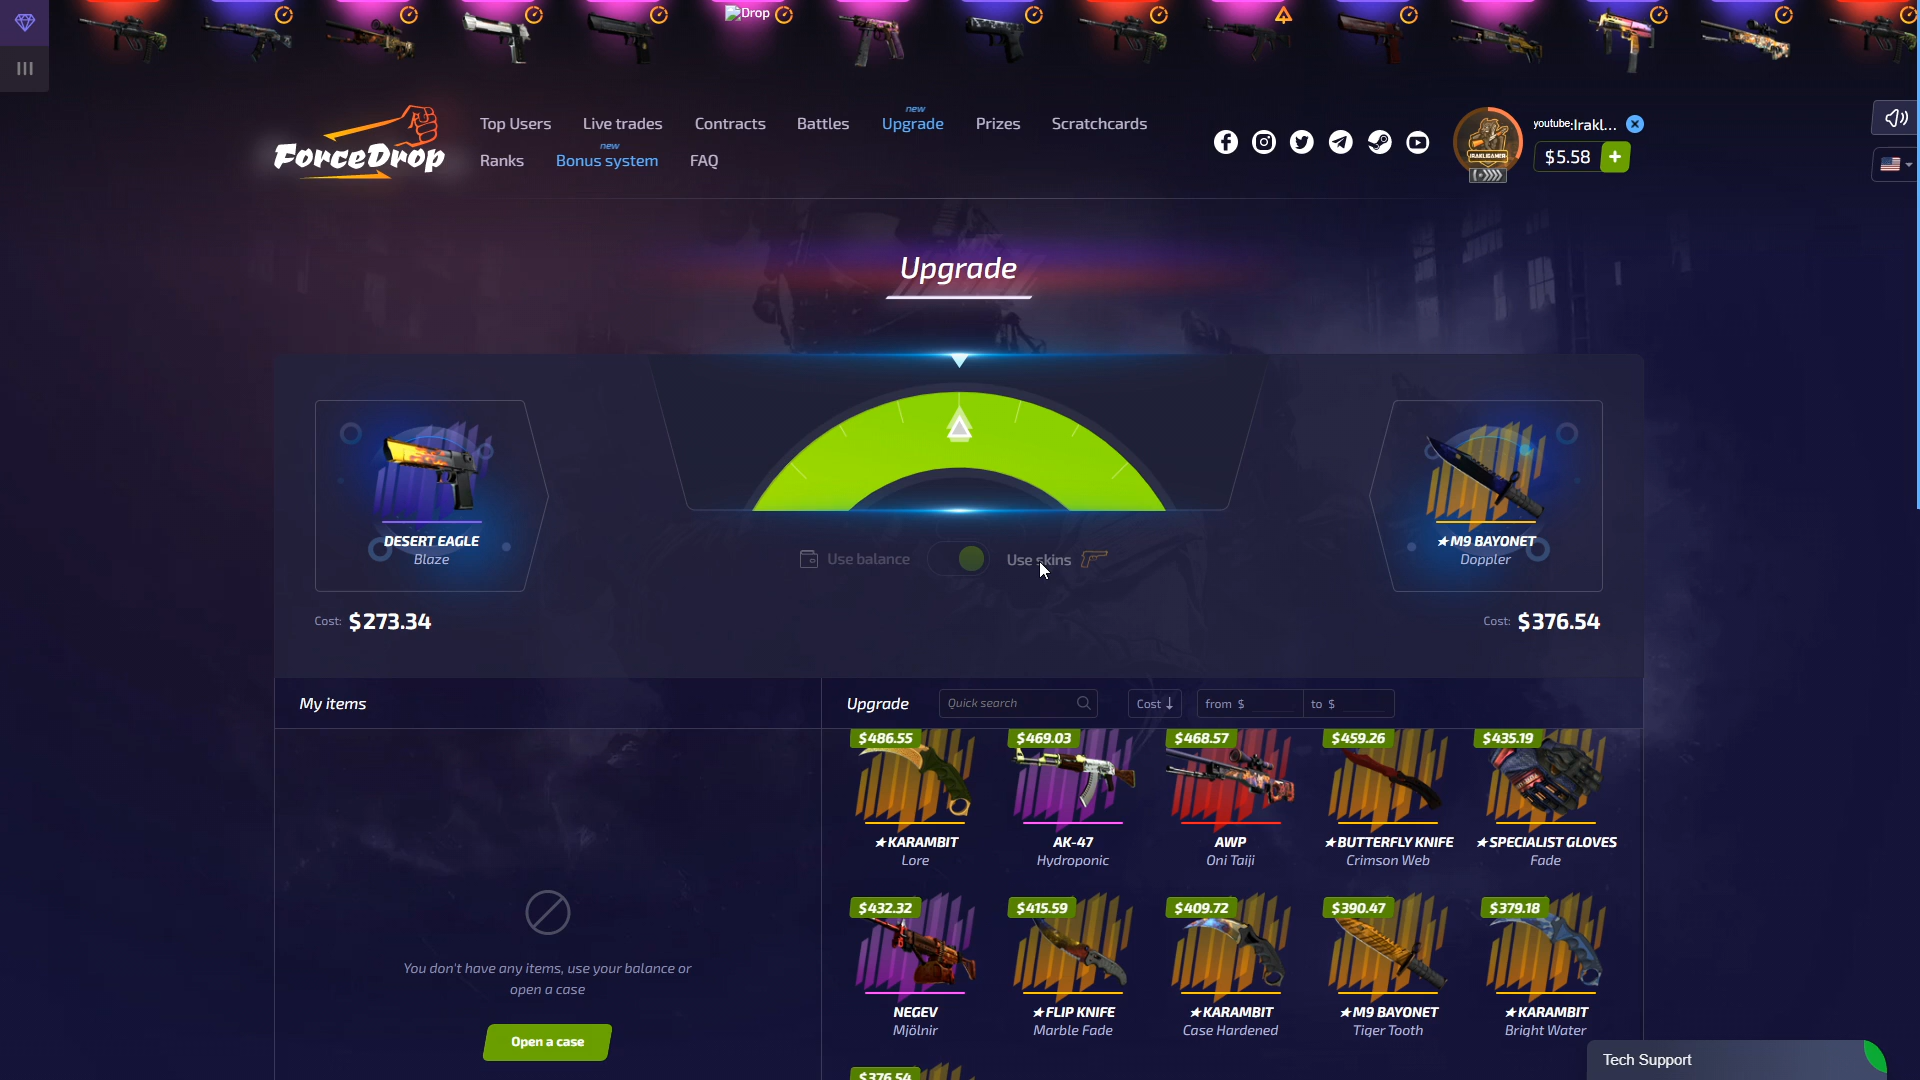 Drop
ForceDrop
Top Users
Live trades
Contracts
Battles
new
Upgrade
Prizes
Scratchcards
Ranks
new
Bonus system
FAQ
IRAKLIGAMER
youtube:Irakl...
$5.58
+
Upgrade
DESERT EAGLE
Blaze
Cost: $273.34
Use balance
Use skins
★ M9 BAYONET
Doppler
Cost: $376.54
My items
Upgrade
Quick search
Cost ↓
from $
to $
You don't have any items, use your balance or
open a case
Open a case
$486.55
★ KARAMBIT
Lore
$469.03
AK-47
Hydroponic
$468.57
AWP
Oni Taiji
$459.26
★ BUTTERFLY KNIFE
Crimson Web
$435.19
★ SPECIALIST GLOVES
Fade
$432.32
NEGEV
Mjölnir
$415.59
★ FLIP KNIFE
Marble Fade
$409.72
★ KARAMBIT
Case Hardened
$390.47
★ M9 BAYONET
Tiger Tooth
$379.18
★ KARAMBIT
Bright Water
$376.54
Tech Support